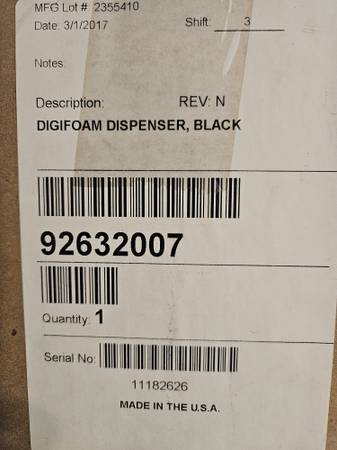 MFG Lot #: 2355410
Date: 3/1/2017 Shift: 3
Notes:
Description: REV: N
DIGIFOAM DISPENSER, BLACK
92632007
Quantity: 1
Serial No:
11182626
MADE IN THE U.S.A.